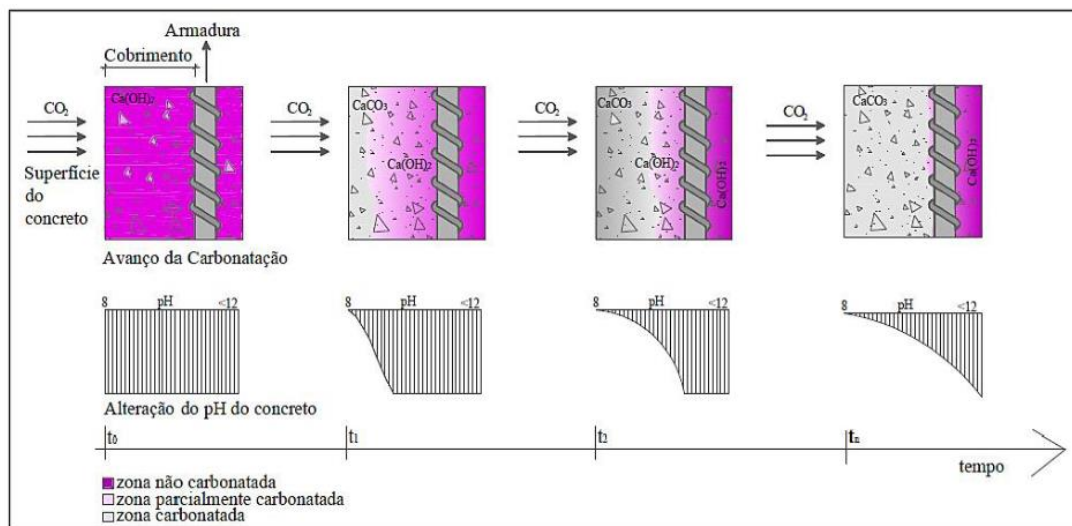 Armadura
Cobrimento
Ca(OH)2
CO2
Superfície
do
concreto
CO2
CaCO3
Ca(OH)2
CO2
CaCO3
Ca(OH)2
Ca(OH)2
CO2
CaCO3
Ca(OH)2
Avanço da Carbonatação
8 pH <12
8 pH <12
8 pH <12
8 pH <12
Alteração do pH do concreto
t0
t1
t2
tn
tempo
zona não carbonatada
zona parcialmente carbonatada
zona carbonatada